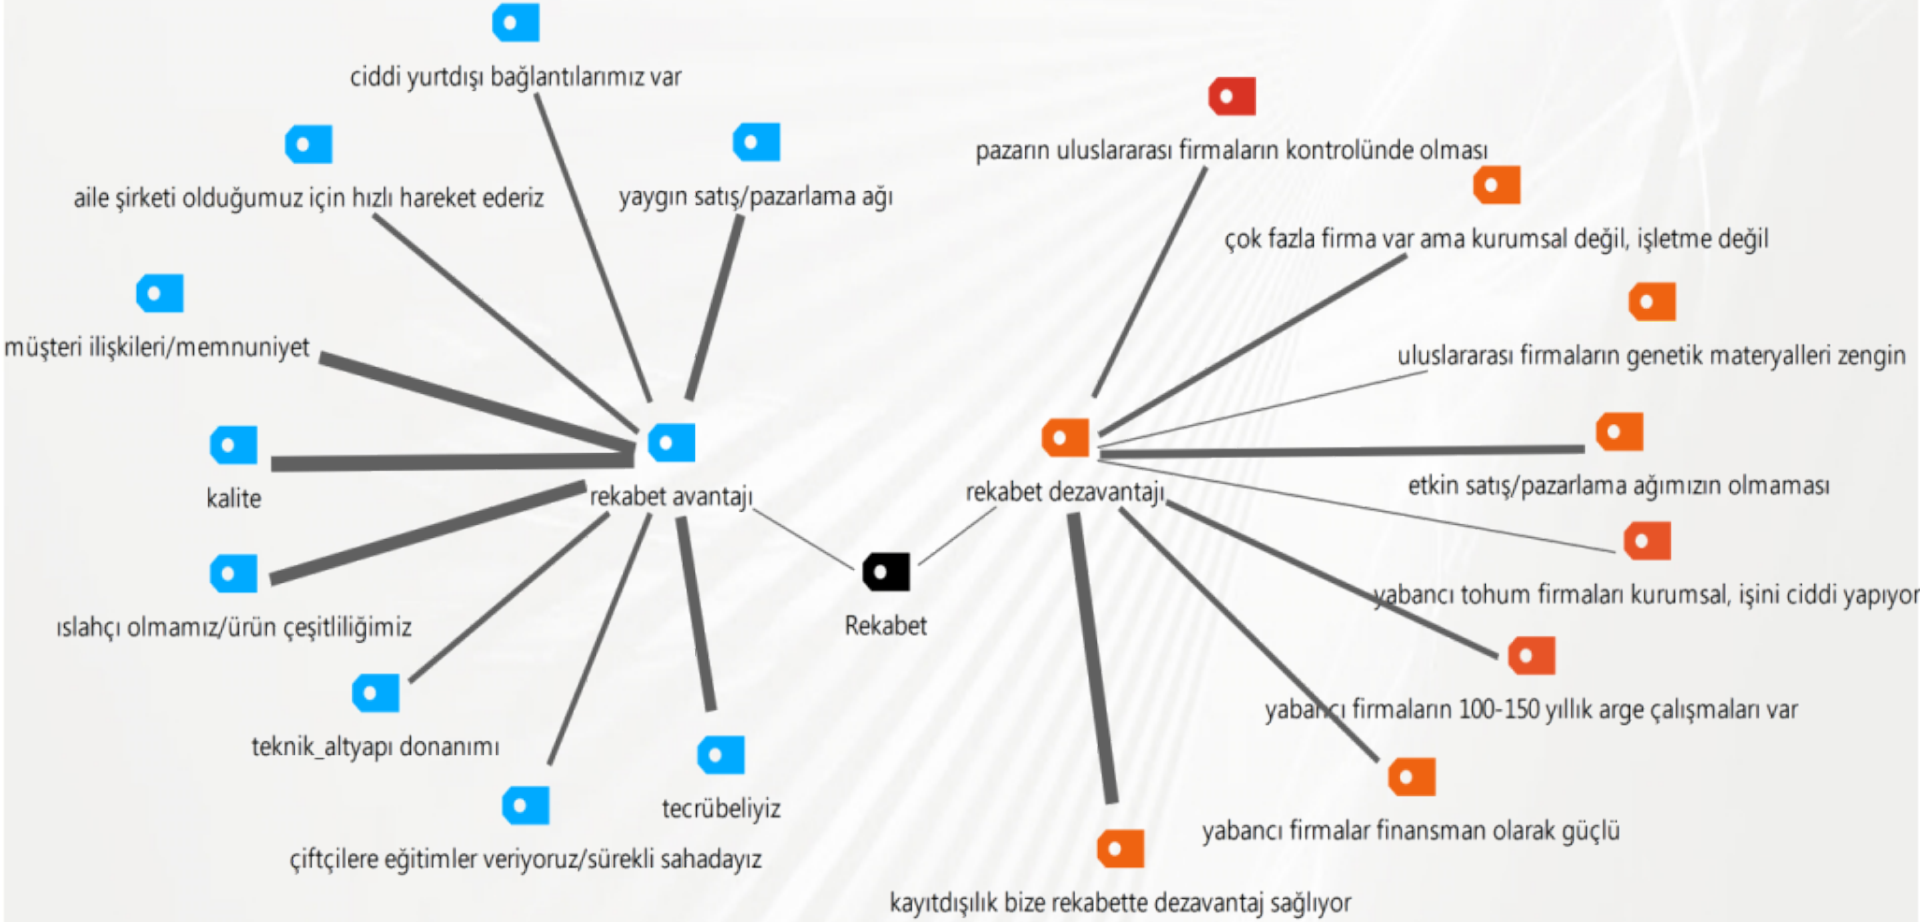 ciddi yurtdışı bağlantılarımız var
pazarın uluslararası firmaların kontrolünde olması
aile şirketi olduğumuz için hızlı hareket ederiz
yaygın satış/pazarlama ağı
çok fazla firma var ama kurumsal değil, işletme değil
müşteri ilişkileri/memnuniyet
uluslararası firmaların genetik materyalleri zengin
kalite
rekabet avantajı
rekabet dezavantajı
etkin satış/pazarlama ağımızın olmaması
yabancı tohum firmaları kurumsal, işini ciddi yapıyor
ıslahçı olmamız/ürün çeşitliliğimiz
Rekabet
yabancı firmaların 100-150 yıllık arge çalışmaları var
teknik_altyapı donanımı
tecrübeliyiz
yabancı firmalar finansman olarak güçlü
çiftçilere eğitimler veriyoruz/sürekli sahadayız
kayıtdışılık bize rekabette dezavantaj sağlıyor